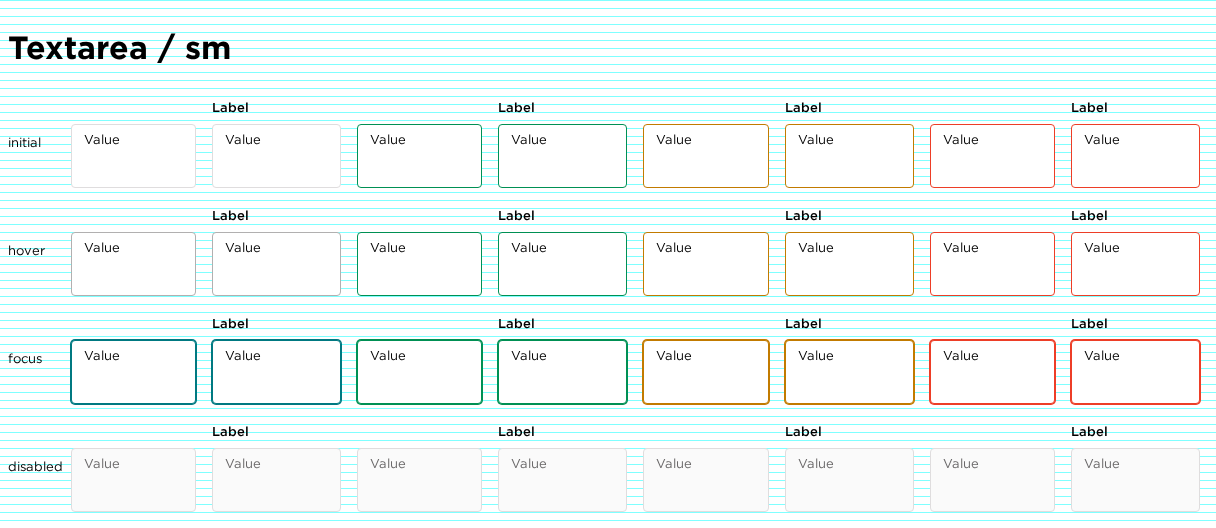 Textarea / sm
Label Label Label Label
initial Value Value Value Value Value Value Value Value
Label Label Label Label
hover Value Value Value Value Value Value Value Value
Label Label Label Label
focus Value Value Value Value Value Value Value Value
Label Label Label Label
disabled Value Value Value Value Value Value Value Value